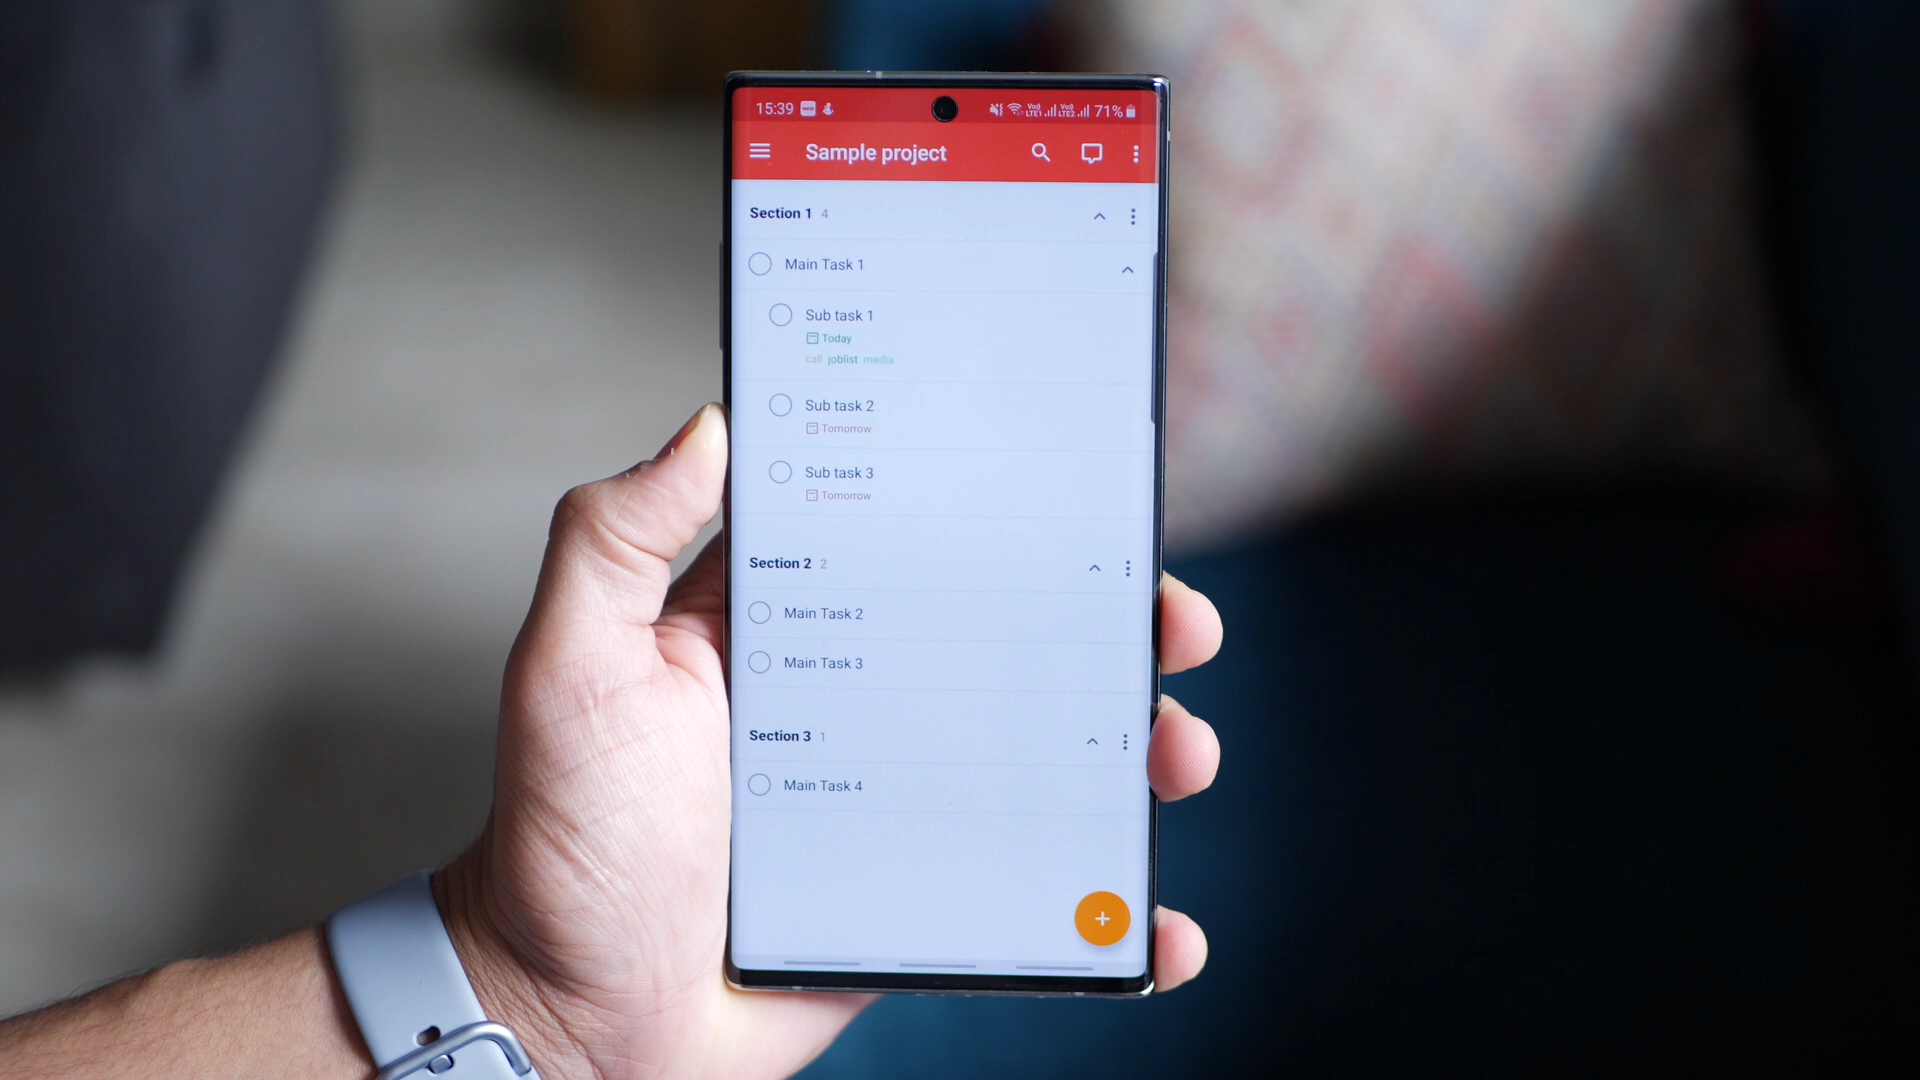 15:39 71%
Sample project
Section 1 4
Main Task 1
Sub task 1
Today
call joblist media
Sub task 2
Tomorrow
Sub task 3
Tomorrow
Section 2 2
Main Task 2
Main Task 3
Section 3 1
Main Task 4